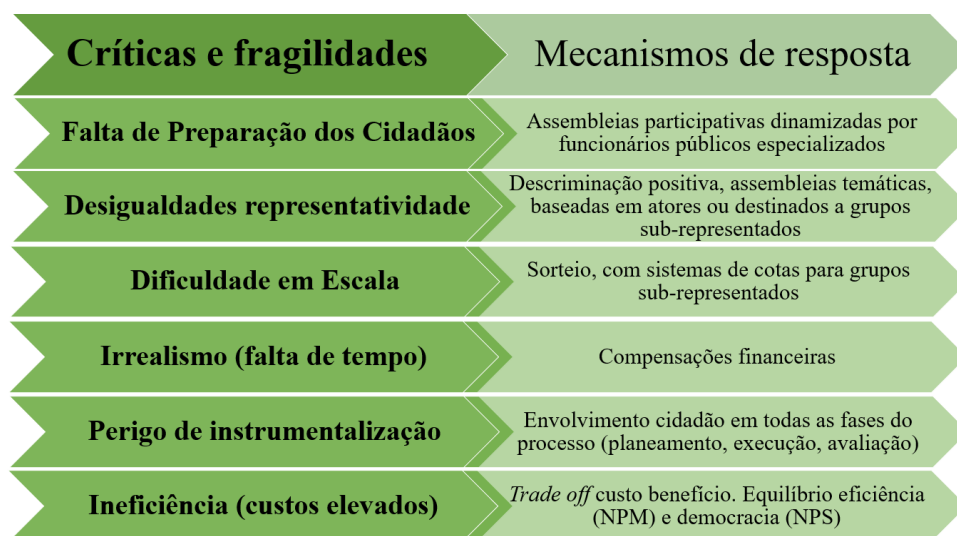 Críticas e fragilidades
Mecanismos de resposta
Falta de Preparação dos Cidadãos
Assembleias participativas dinamizadas por
funcionários públicos especializados
Desigualdades representatividade
Descriminação positiva, assembleias temáticas,
baseadas em atores ou destinados a grupos
sub-representados
Dificuldade em Escala
Sorteio, com sistemas de cotas para grupos
sub-representados
Irrealismo (falta de tempo)
Compensações financeiras
Perigo de instrumentalização
Envolvimento cidadão em todas as fases do
processo (planeamento, execução, avaliação)
Ineficiência (custos elevados)
Trade off custo benefício. Equilíbrio eficiência
(NPM) e democracia (NPS)